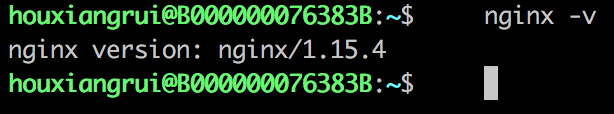 houxiangrui@B000000076383B:~$ nginx -v
nginx version: nginx/1.15.4
houxiangrui@B000000076383B:~$